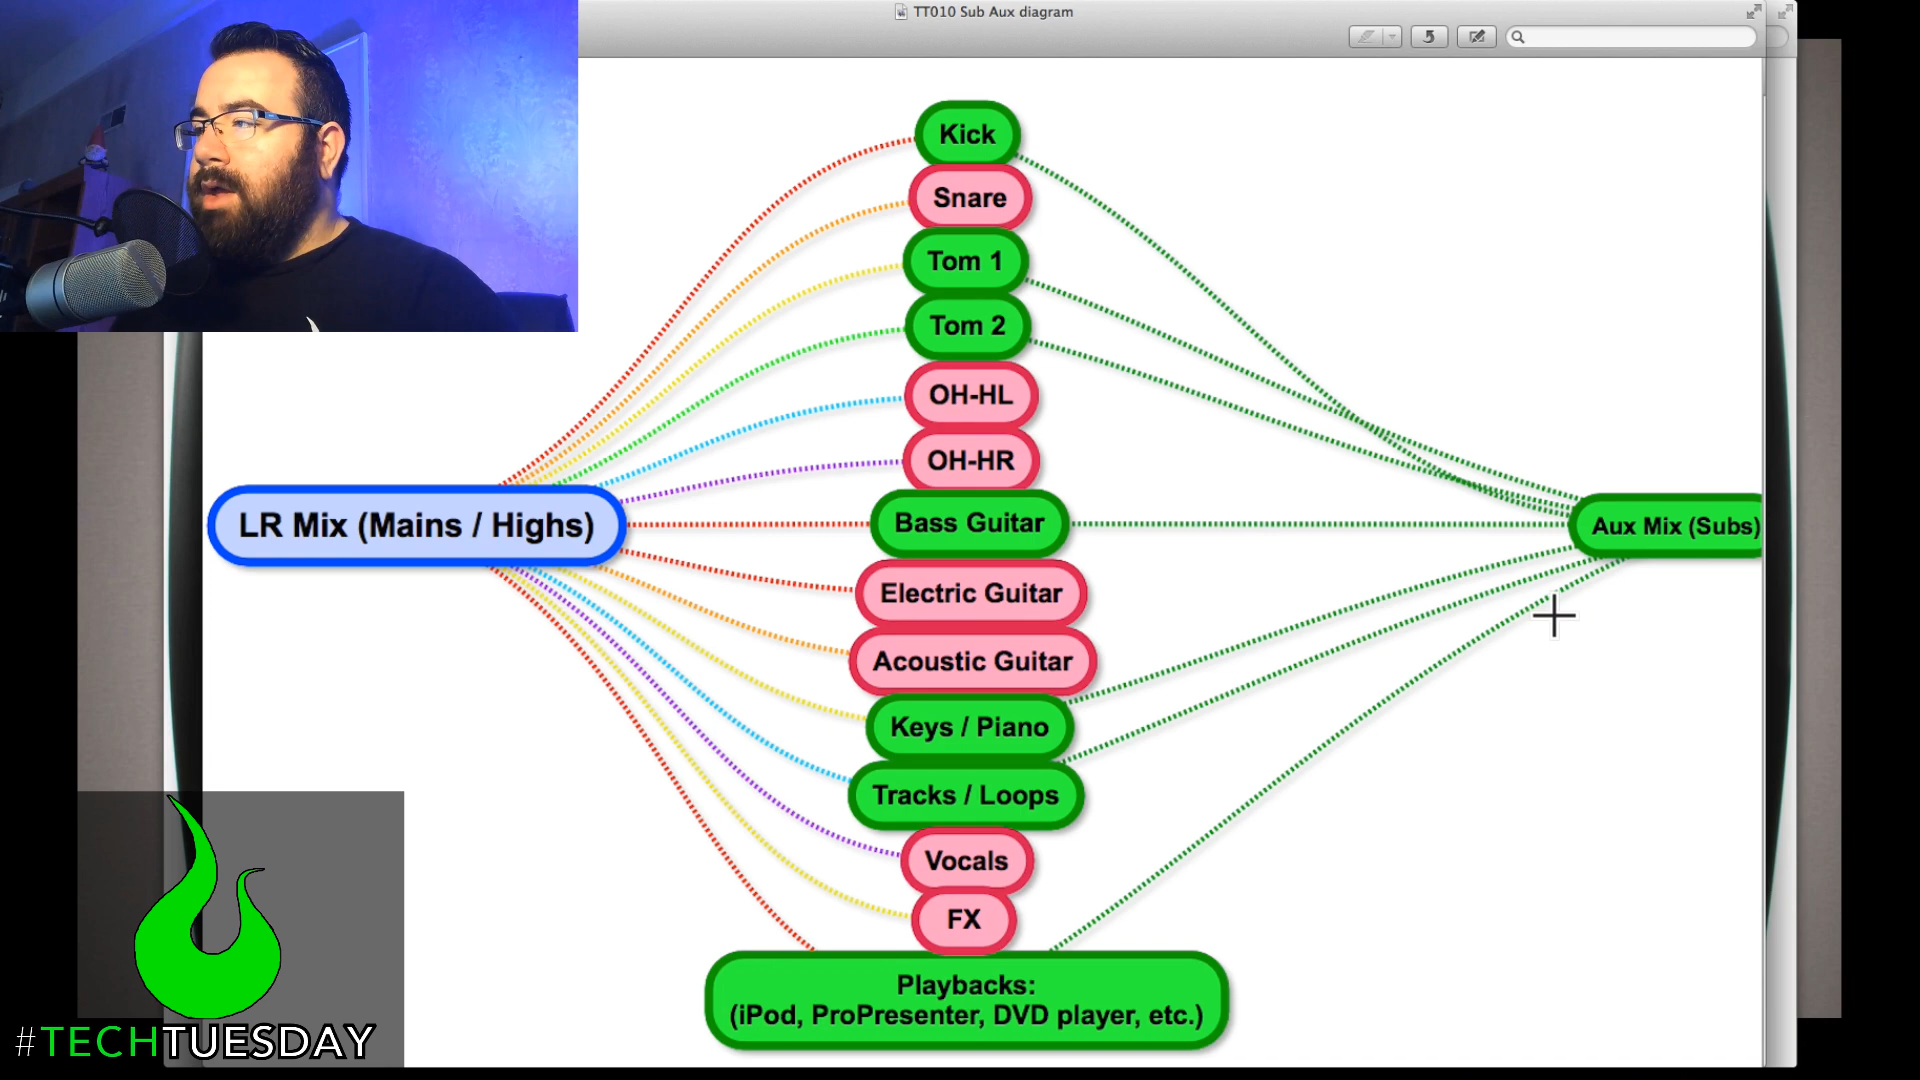 TT010 Sub Aux diagram
Kick
Snare
Tom 1
Tom 2
OH-HL
OH-HR
LR Mix (Mains / Highs)
Bass Guitar
Aux Mix (Subs)
Electric Guitar
Acoustic Guitar
Keys / Piano
Tracks / Loops
Vocals
FX
Playbacks:
(iPod, ProPresenter, DVD player, etc.)
#TECHTUESDAY